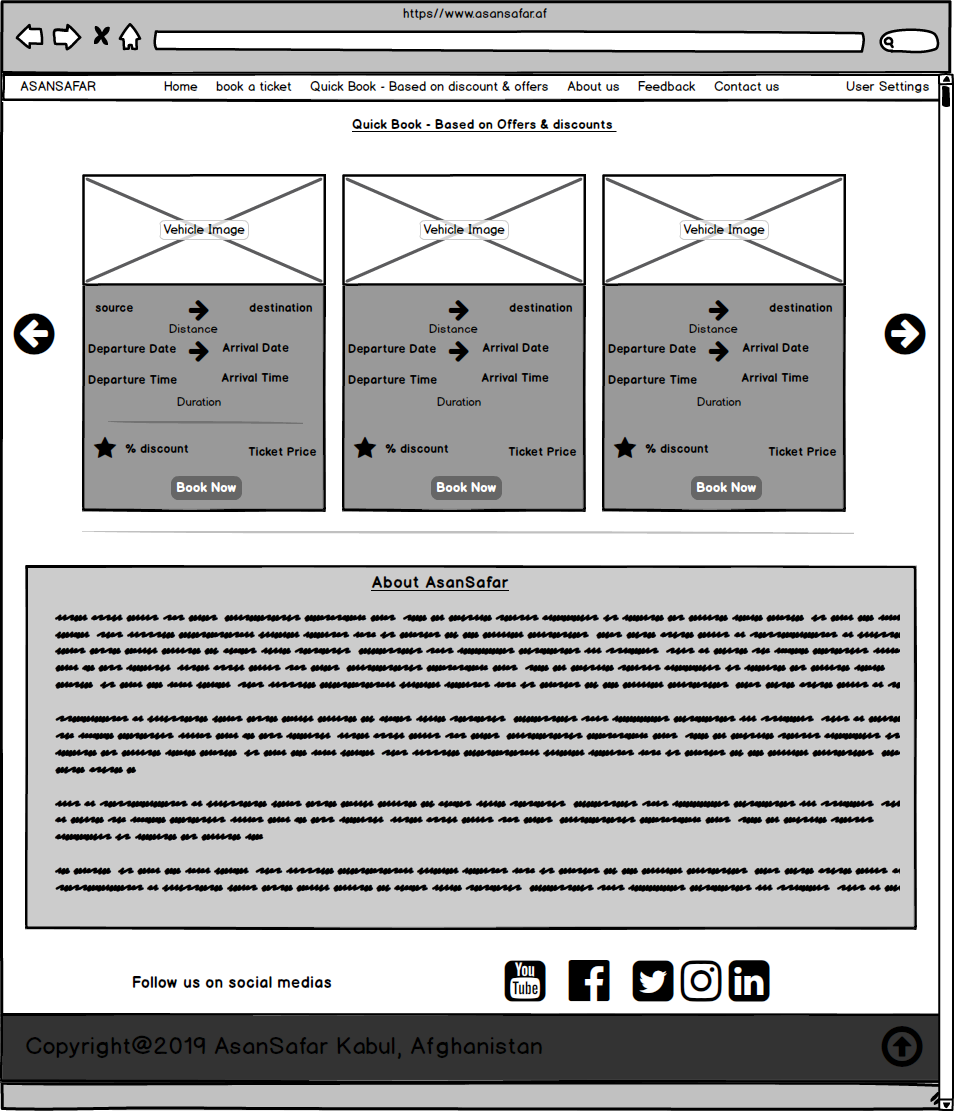 https//www.asansafar.af
ASANSAFAR Home book a ticket Quick Book - Based on discount & offers About us Feedback Contact us User Settings
Quick Book - Based on Offers & discounts
Vehicle Image Vehicle Image Vehicle Image
source destination destination destination
Distance Distance Distance
Departure Date Arrival Date Departure Date Arrival Date Departure Date Arrival Date
Departure Time Arrival Time Departure Time Arrival Time Departure Time Arrival Time
Duration Duration Duration
% discount Ticket Price % discount Ticket Price % discount Ticket Price
Book Now Book Now Book Now
About AsanSafar
Follow us on social medias You Tube in
Copyright@2019 AsanSafar Kabul, Afghanistan